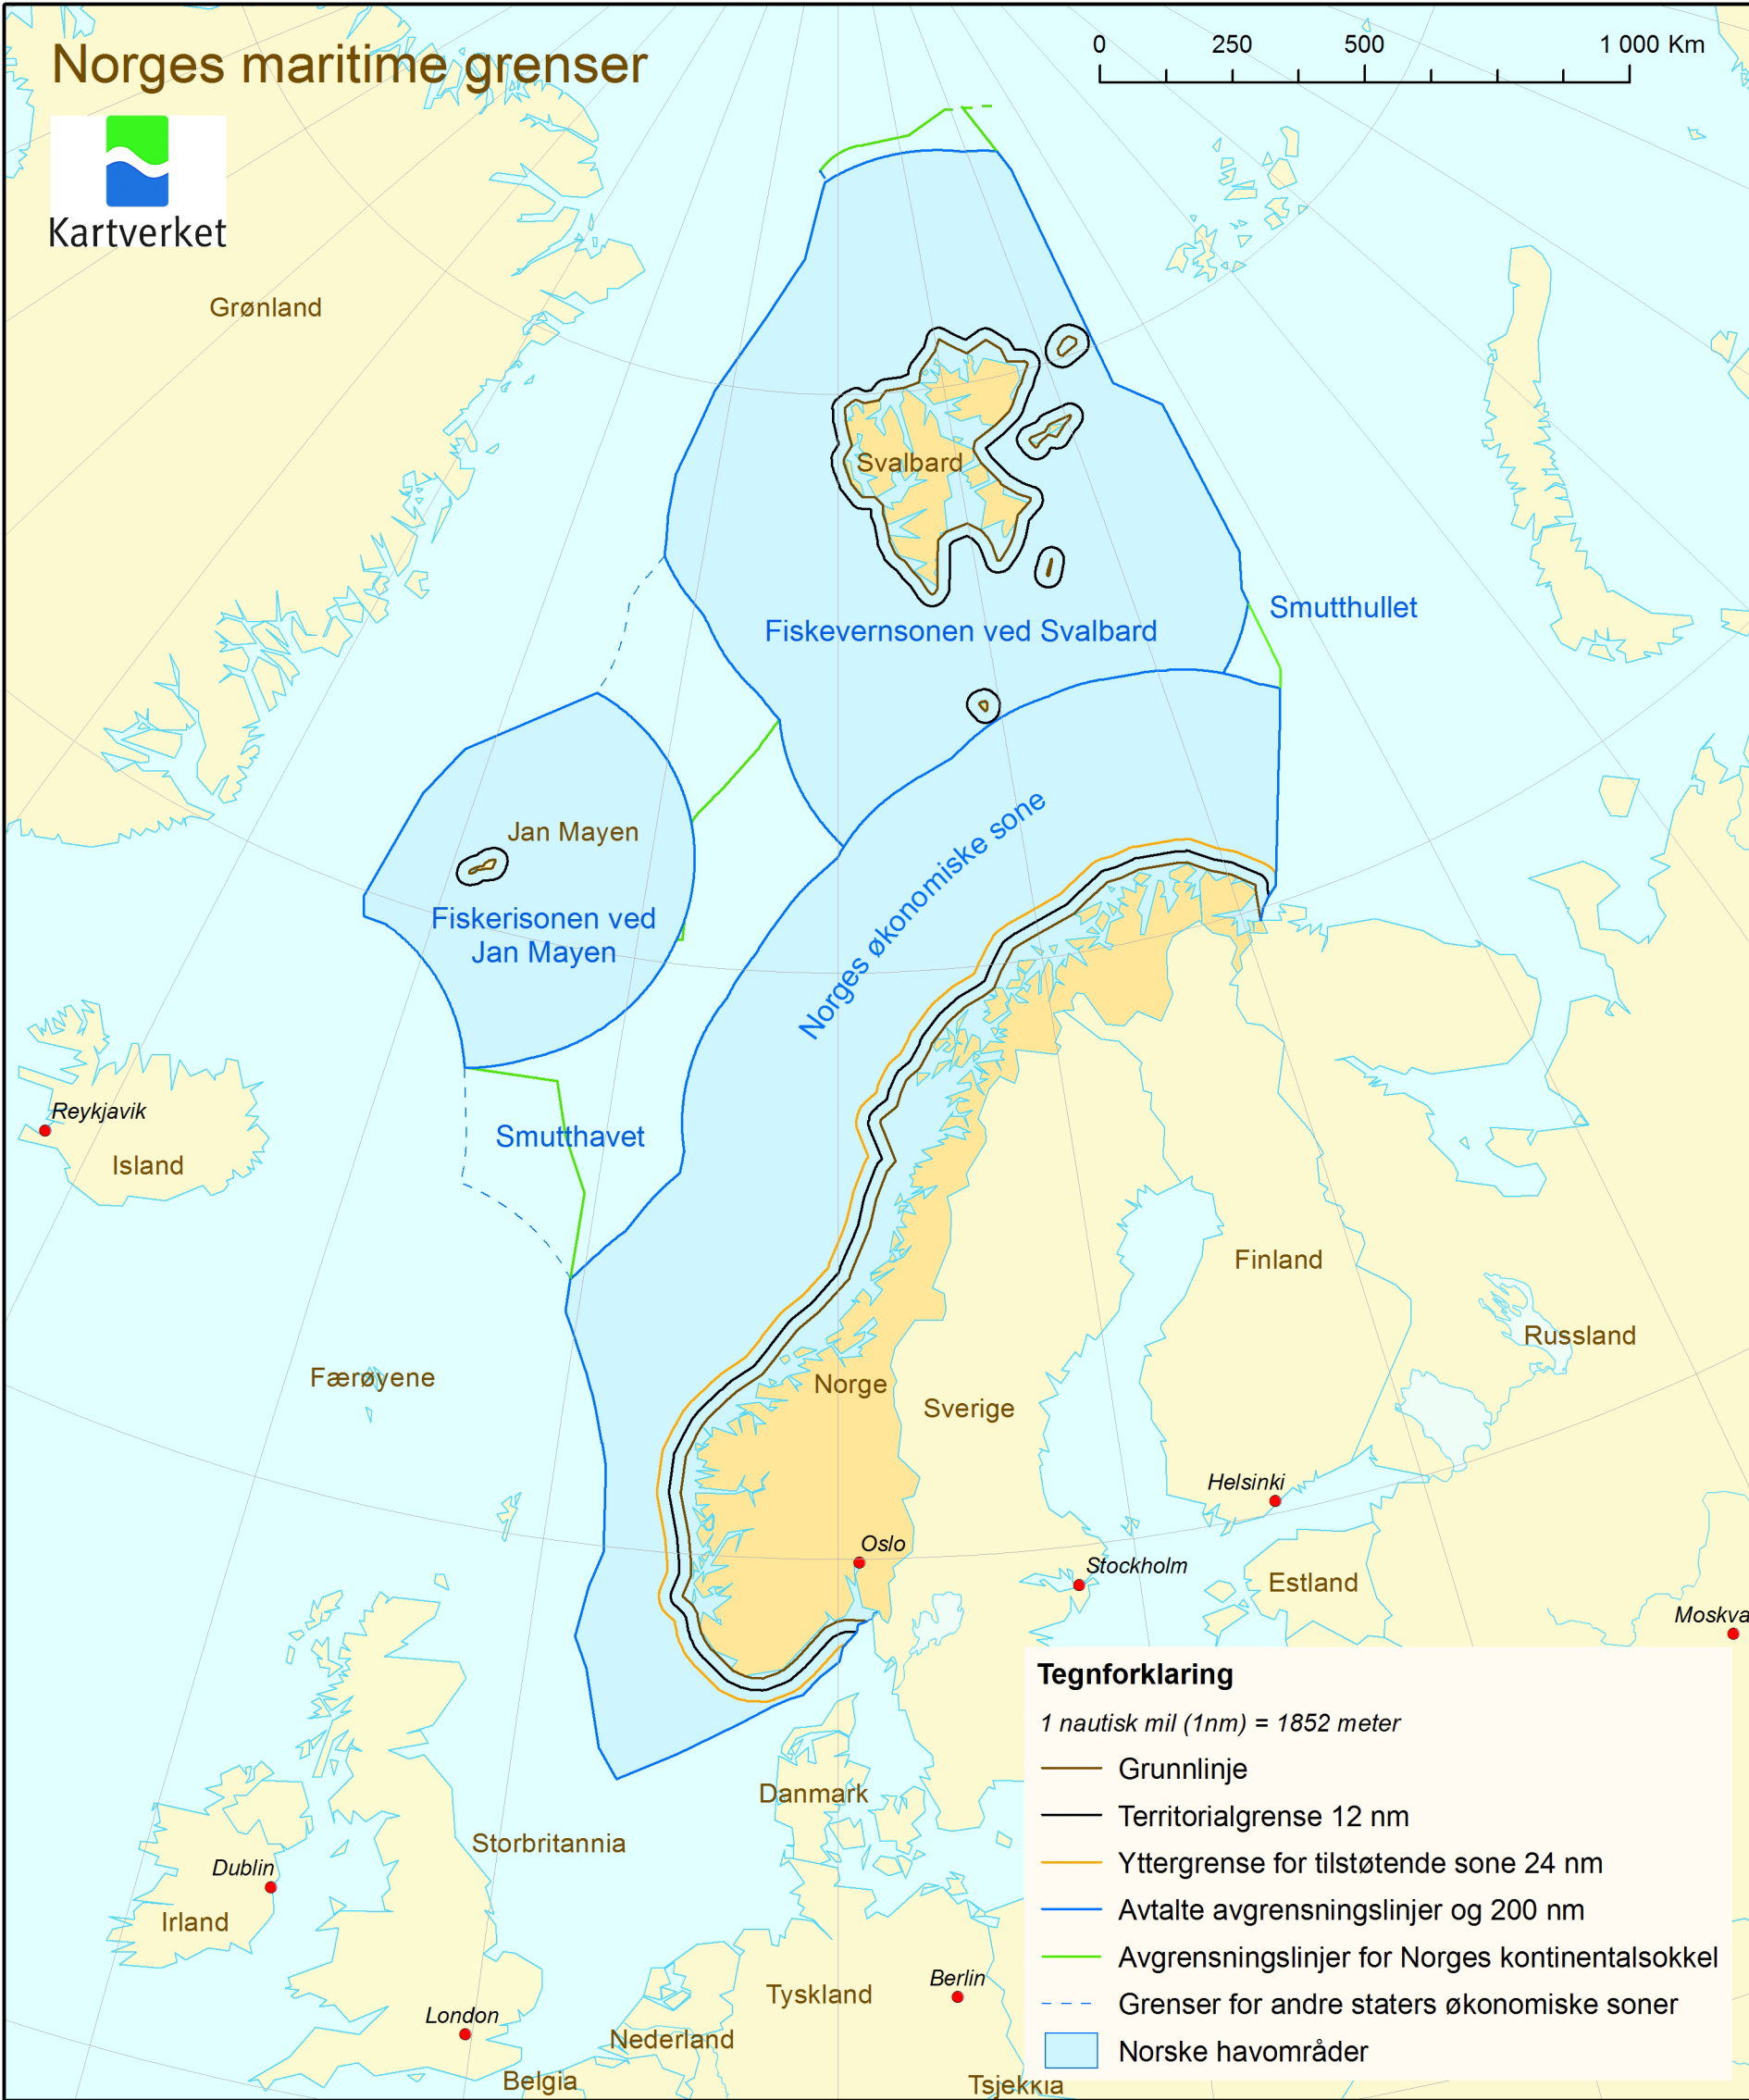 Norges maritime grenser
0 250 500 1 000 Km
Kartverket
Grønland
Svalbard
Smutthullet
Fiskevernsonen ved Svalbard
Jan Mayen
Norges økonomiske sone
Fiskerisonen ved
Jan Mayen
Reykjavik
Smutthavet
Island
Finland
Russland
Færøyene
Norge
Sverige
Helsinki
Oslo
Stockholm
Estland
Moskva
Danmark
Storbritannia
Dublin
Irland
Tyskland
Berlin
London
Nederland
Belgia
Tsjekkia
Tegnforklaring
1 nautisk mil (1nm) = 1852 meter
Grunnlinje
Territorialgrense 12 nm
Yttergrense for tilstøtende sone 24 nm
Avtalte avgrensningslinjer og 200 nm
Avgrensningslinjer for Norges kontinentalsokkel
Grenser for andre staters økonomiske soner
Norske havområder